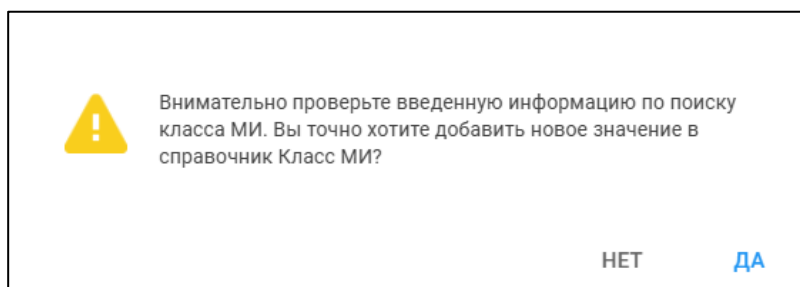 Внимательно проверьте введенную информацию по поиску
класса МИ. Вы точно хотите добавить новое значение в
справочник Класс МИ?
НЕТ ДА